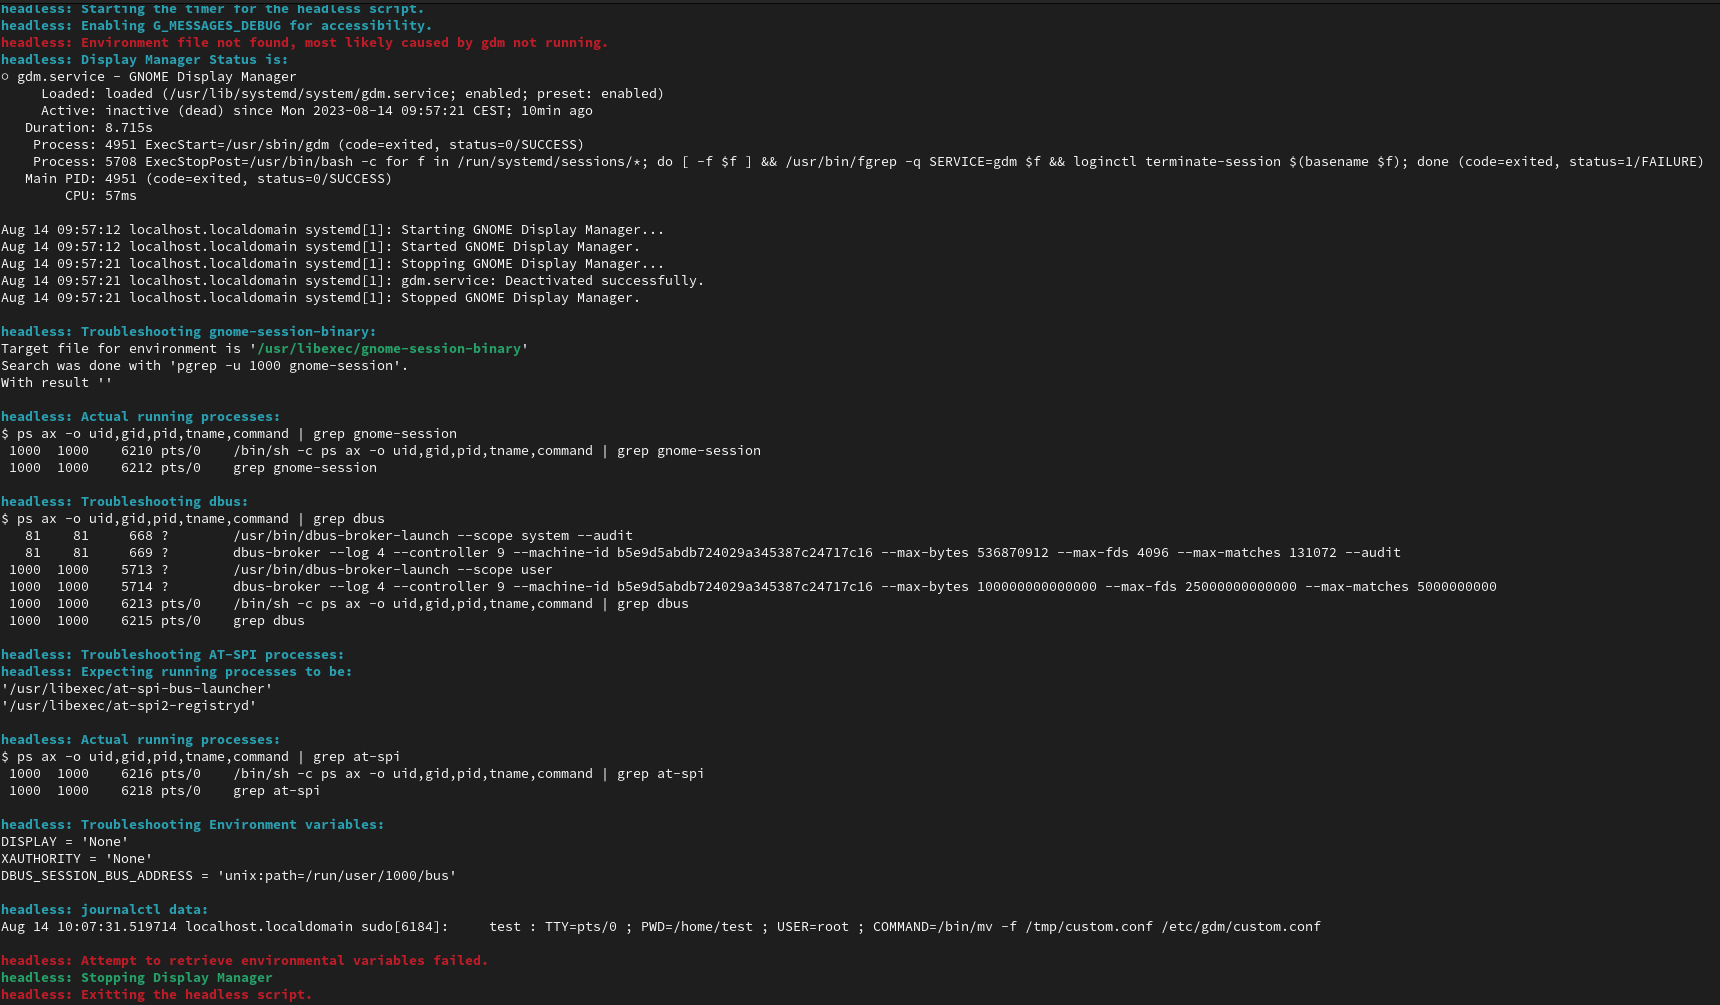 headless: Starting the timer for the headless script.
headless: Enabling G_MESSAGES_DEBUG for accessibility.
headless: Environment file not found, most likely caused by gdm not running.
headless: Display Manager Status is:
○ gdm.service - GNOME Display Manager
     Loaded: loaded (/usr/lib/systemd/system/gdm.service; enabled; preset: enabled)
     Active: inactive (dead) since Mon 2023-08-14 09:57:21 CEST; 10min ago
   Duration: 8.715s
    Process: 4951 ExecStart=/usr/sbin/gdm (code=exited, status=0/SUCCESS)
    Process: 5708 ExecStopPost=/usr/bin/bash -c for f in /run/systemd/sessions/*; do [ -f $f ] && /usr/bin/fgrep -q SERVICE=gdm $f && loginctl terminate-session $(basename $f); done (code=exited, status=1/FAILURE)
   Main PID: 4951 (code=exited, status=0/SUCCESS)
        CPU: 57ms

Aug 14 09:57:12 localhost.localdomain systemd[1]: Starting GNOME Display Manager...
Aug 14 09:57:12 localhost.localdomain systemd[1]: Started GNOME Display Manager.
Aug 14 09:57:21 localhost.localdomain systemd[1]: Stopping GNOME Display Manager...
Aug 14 09:57:21 localhost.localdomain systemd[1]: gdm.service: Deactivated successfully.
Aug 14 09:57:21 localhost.localdomain systemd[1]: Stopped GNOME Display Manager.

headless: Troubleshooting gnome-session-binary:
Target file for environment is '/usr/libexec/gnome-session-binary'
Search was done with 'pgrep -u 1000 gnome-session'.
With result ''

headless: Actual running processes:
$ ps ax -o uid,gid,pid,tname,command | grep gnome-session
 1000  1000    6210 pts/0    /bin/sh -c ps ax -o uid,gid,pid,tname,command | grep gnome-session
 1000  1000    6212 pts/0    grep gnome-session

headless: Troubleshooting dbus:
$ ps ax -o uid,gid,pid,tname,command | grep dbus
   81    81     668 ?        /usr/bin/dbus-broker-launch --scope system --audit
   81    81     669 ?        dbus-broker --log 4 --controller 9 --machine-id b5e9d5abdb724029a345387c24717c16 --max-bytes 536870912 --max-fds 4096 --max-matches 131072 --audit
 1000  1000    5713 ?        /usr/bin/dbus-broker-launch --scope user
 1000  1000    5714 ?        dbus-broker --log 4 --controller 9 --machine-id b5e9d5abdb724029a345387c24717c16 --max-bytes 100000000000000 --max-fds 25000000000000 --max-matches 5000000000
 1000  1000    6213 pts/0    /bin/sh -c ps ax -o uid,gid,pid,tname,command | grep dbus
 1000  1000    6215 pts/0    grep dbus

headless: Troubleshooting AT-SPI processes:
headless: Expecting running processes to be:
'/usr/libexec/at-spi-bus-launcher'
'/usr/libexec/at-spi2-registryd'

headless: Actual running processes:
$ ps ax -o uid,gid,pid,tname,command | grep at-spi
 1000  1000    6216 pts/0    /bin/sh -c ps ax -o uid,gid,pid,tname,command | grep at-spi
 1000  1000    6218 pts/0    grep at-spi

headless: Troubleshooting Environment variables:
DISPLAY = 'None'
XAUTHORITY = 'None'
DBUS_SESSION_BUS_ADDRESS = 'unix:path=/run/user/1000/bus'

headless: journalctl data:
Aug 14 10:07:31.519714 localhost.localdomain sudo[6184]:     test : TTY=pts/0 ; PWD=/home/test ; USER=root ; COMMAND=/bin/mv -f /tmp/custom.conf /etc/gdm/custom.conf

headless: Attempt to retrieve environmental variables failed.
headless: Stopping Display Manager
headless: Exitting the headless script.